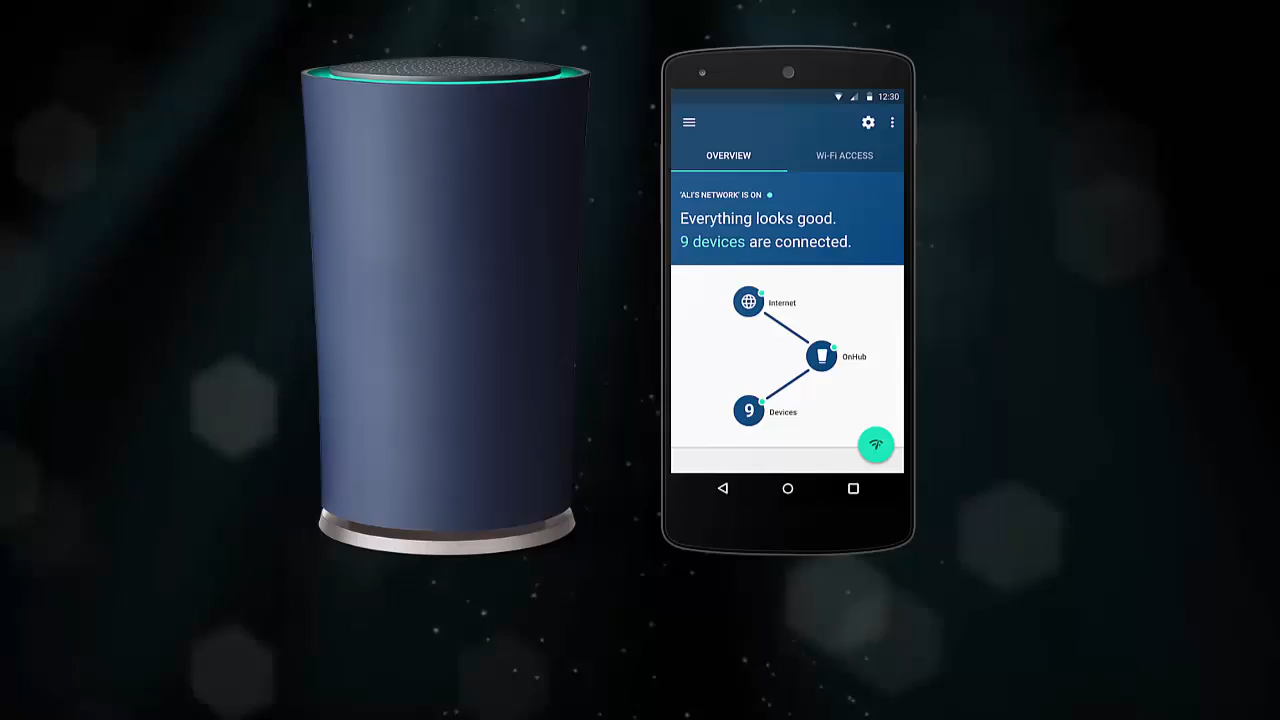 12:30
OVERVIEW
Wi-Fi ACCESS
'ALI'S NETWORK' IS ON
Everything looks good.
9 devices are connected.
Internet
OnHub
9 Devices